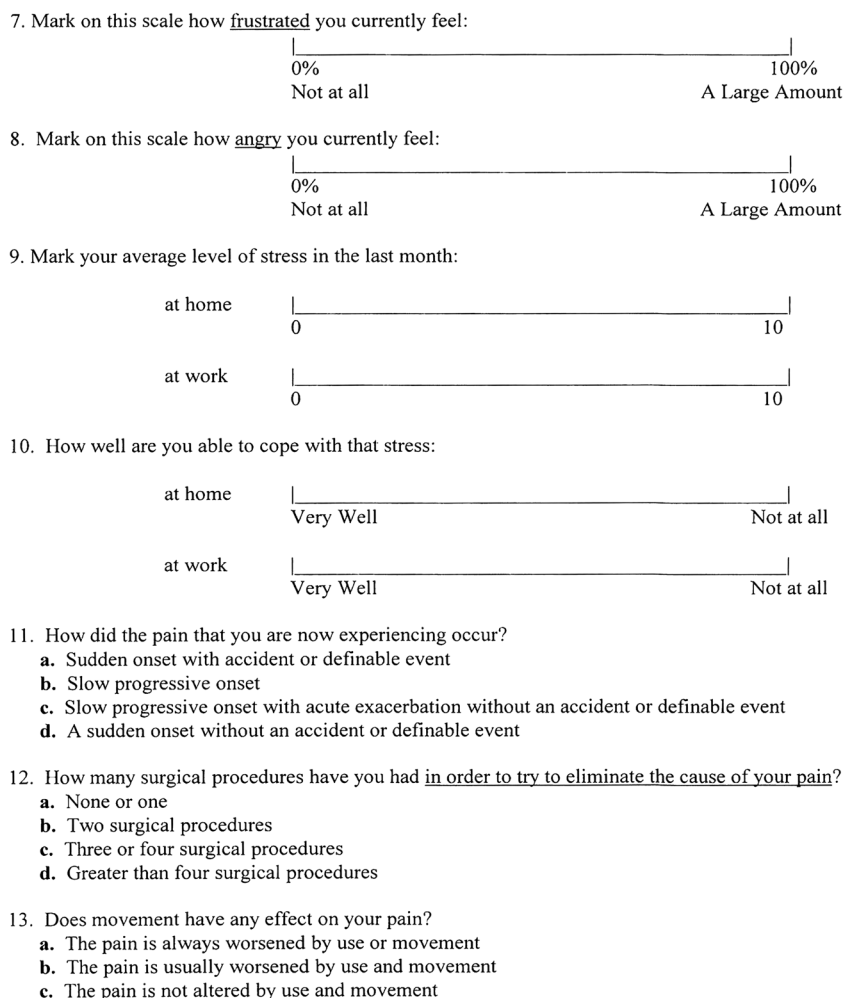 7. Mark on this scale how frustrated you currently feel:
0% 100%
Not at all A Large Amount
8. Mark on this scale how angry you currently feel:
0% 100%
Not at all A Large Amount
9. Mark your average level of stress in the last month:
at home
0 10
at work
0 10
10. How well are you able to cope with that stress:
at home
Very Well Not at all
at work
Very Well Not at all
11. How did the pain that you are now experiencing occur?
a. Sudden onset with accident or definable event
b. Slow progressive onset
c. Slow progressive onset with acute exacerbation without an accident or definable event
d. A sudden onset without an accident or definable event
12. How many surgical procedures have you had in order to try to eliminate the cause of your pain?
a. None or one
b. Two surgical procedures
c. Three or four surgical procedures
d. Greater than four surgical procedures
13. Does movement have any effect on your pain?
a. The pain is always worsened by use or movement
b. The pain is usually worsened by use and movement
c. The pain is not altered by use and movement